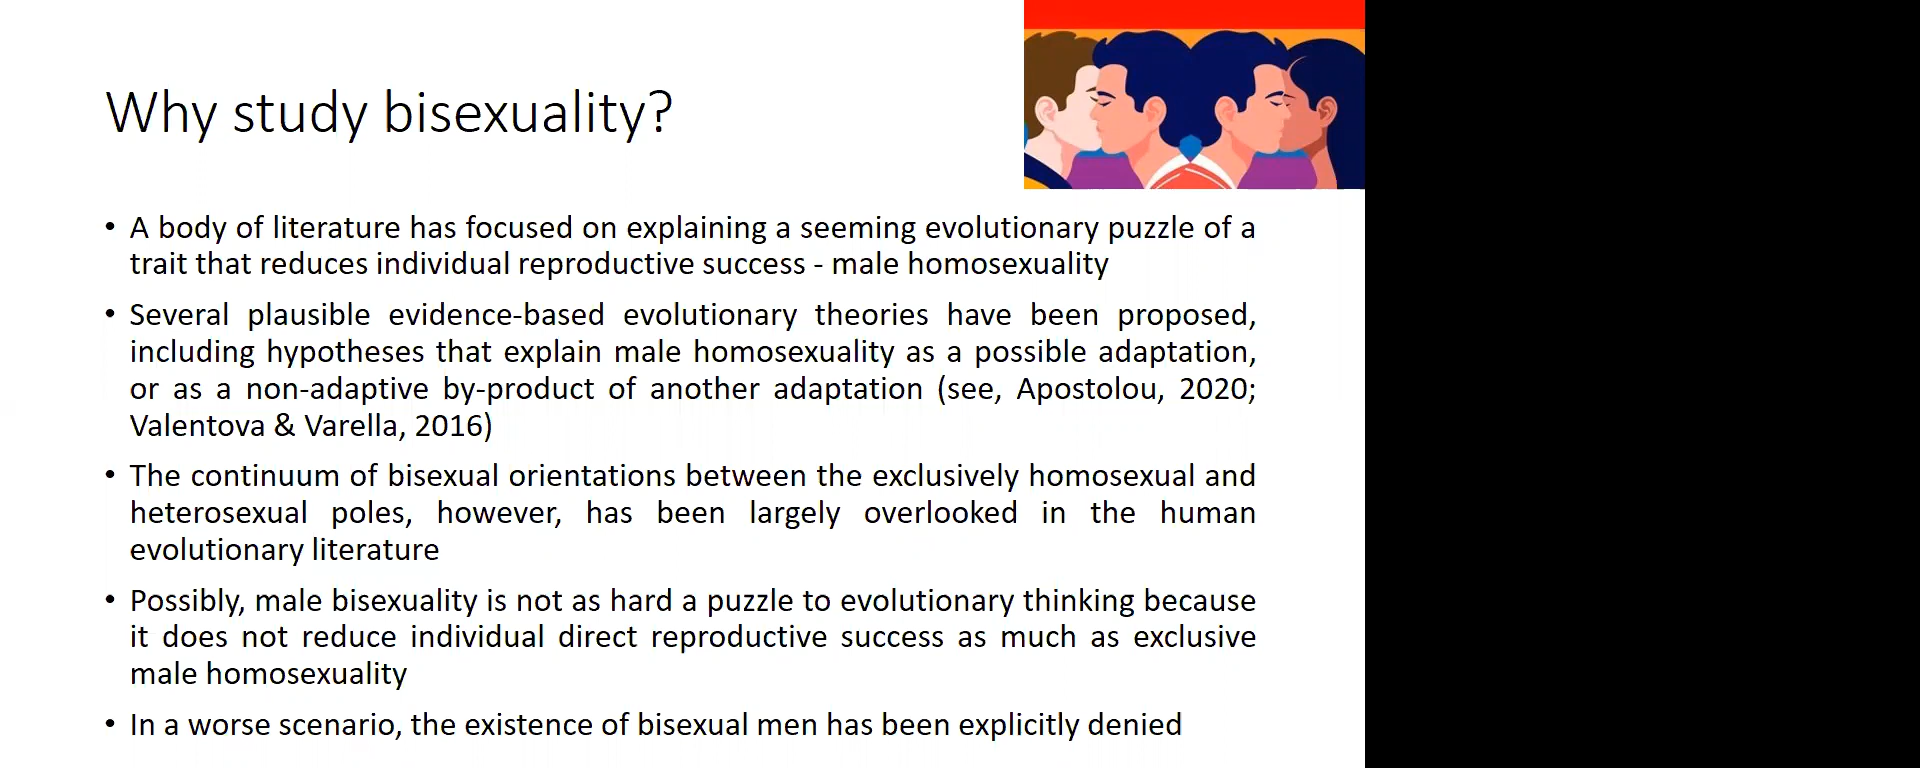 Why study bisexuality?
• A body of literature has focused on explaining a seeming evolutionary puzzle of a
trait that reduces individual reproductive success - male homosexuality
• Several plausible evidence-based evolutionary theories have been proposed,
including hypotheses that explain male homosexuality as a possible adaptation,
or as a non-adaptive by-product of another adaptation (see, Apostolou, 2020;
Valentova & Varella, 2016)
• The continuum of bisexual orientations between the exclusively homosexual and
heterosexual poles, however, has been largely overlooked in the human
evolutionary literature
• Possibly, male bisexuality is not as hard a puzzle to evolutionary thinking because
it does not reduce individual direct reproductive success as much as exclusive
male homosexuality
• In a worse scenario, the existence of bisexual men has been explicitly denied